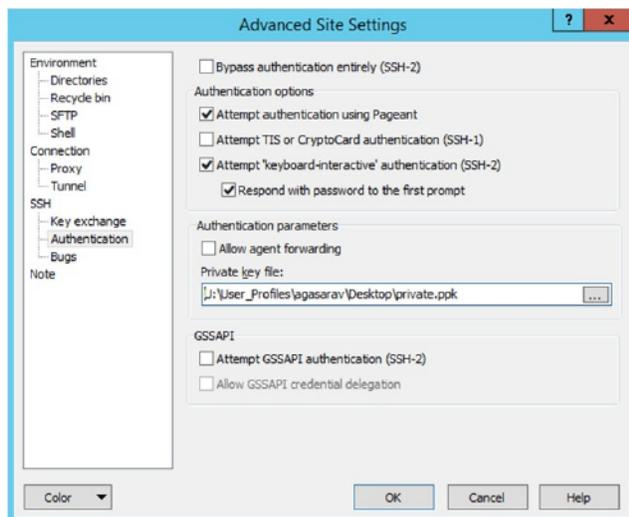 Advanced Site Settings
? x
Environment
Directories
Recycle bin
SFTP
Shell
Connection
Proxy
Tunnel
SSH
Key exchange
Authentication
Bugs
Note
Bypass authentication entirely (SSH-2)
Authentication options
Attempt authentication using Pageant
Attempt TIS or CryptoCard authentication (SSH-1)
Attempt 'keyboard-interactive' authentication (SSH-2)
Respond with password to the first prompt
Authentication parameters
Allow agent forwarding
Private key file:
J:\User_Profiles\agasarav\Desktop\private.ppk
...
GSSAPI
Attempt GSSAPI authentication (SSH-2)
Allow GSSAPI credential delegation
Color
OK
Cancel
Help